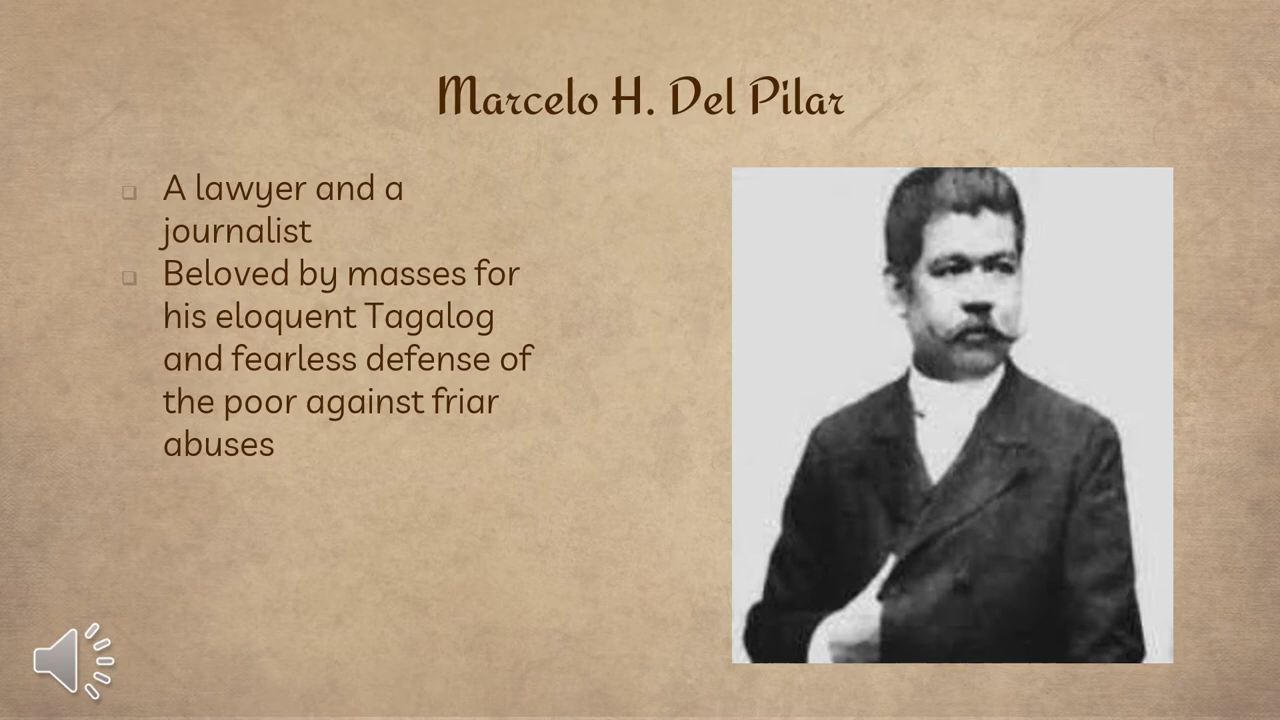 Marcelo H. Del Pilar
A lawyer and a
journalist
Beloved by masses for
his eloquent Tagalog
and fearless defense of
the poor against friar
abuses